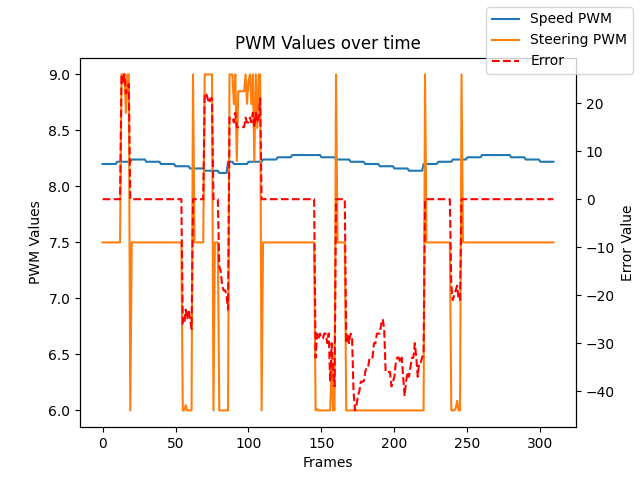 PWM Values over time
Speed PWM
Steering PWM
Error
9.0
8.5
8.0
7.5
7.0
6.5
6.0
PWM Values
20
10
0
−10
−20
−30
−40
Error Value
0 50 100 150 200 250 300
Frames